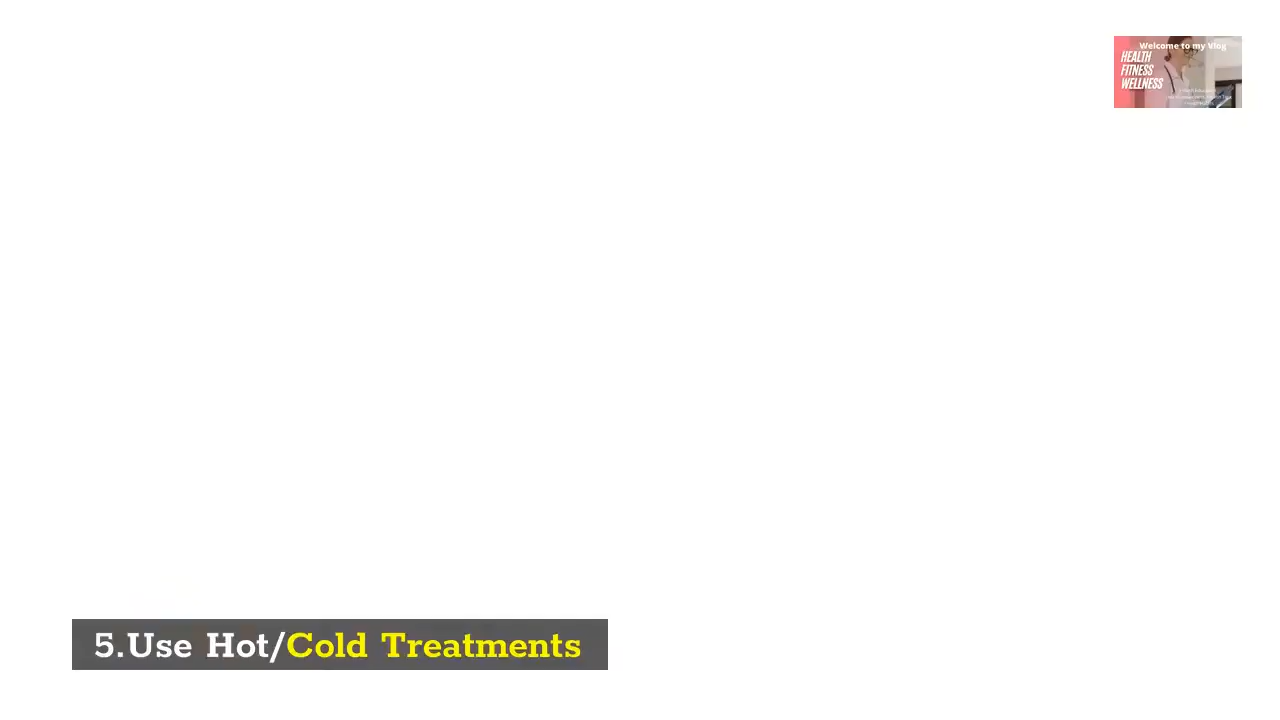 Welcome to my Vlog
HEALTH
FITNESS
WELLNESS
5.Use Hot/Cold Treatments